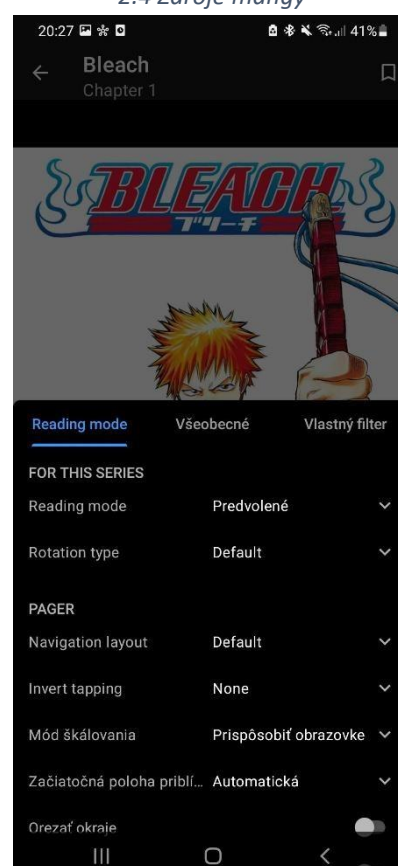 2.4 Zdroje mangy
20:27 41%
Bleach
Chapter 1
BLEACH
ブリーチ
Reading mode Všeobecné Vlastný filter
FOR THIS SERIES
Reading mode Predvolené
Rotation type Default
PAGER
Navigation layout Default
Invert tapping None
Mód škálovania Prispôsobiť obrazovke
Začiatočná poloha priblí... Automatická
Orezať okraje